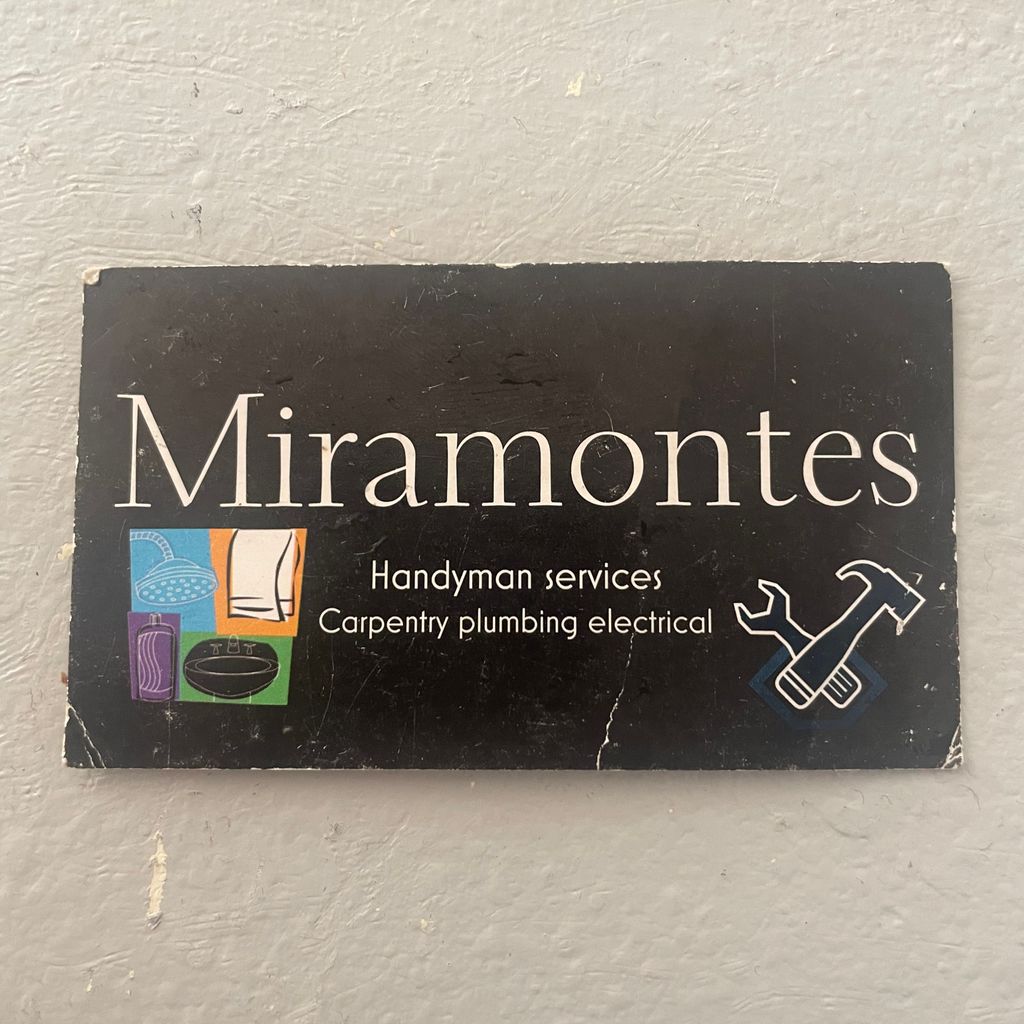 Miramontes
Handyman services
Carpentry plumbing electrical